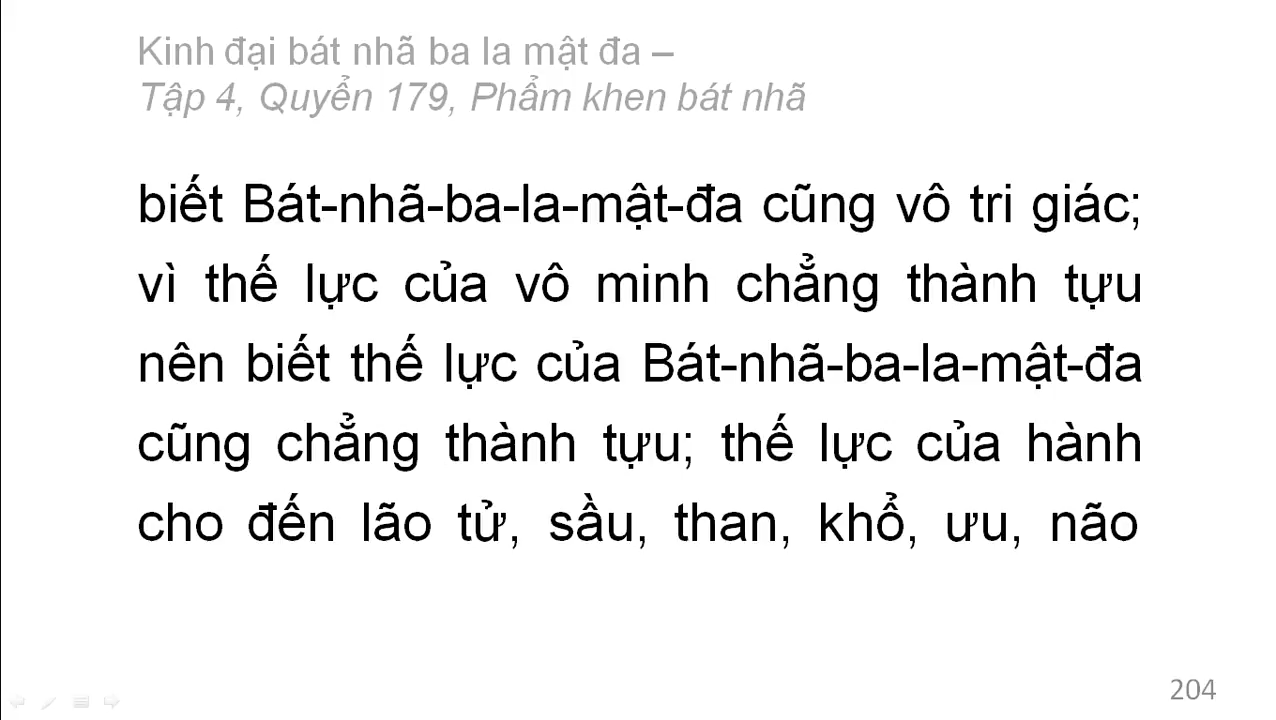 Kinh đại bát nhã ba la mật đa –
Tập 4, Quyển 179, Phẩm khen bát nhã
biết Bát-nhã-ba-la-mật-đa cũng vô tri giác;
vì thế lực của vô minh chẳng thành tựu
nên biết thế lực của Bát-nhã-ba-la-mật-đa
cũng chẳng thành tựu; thế lực của hành
cho đến lão tử, sầu, than, khổ, ưu, não
204